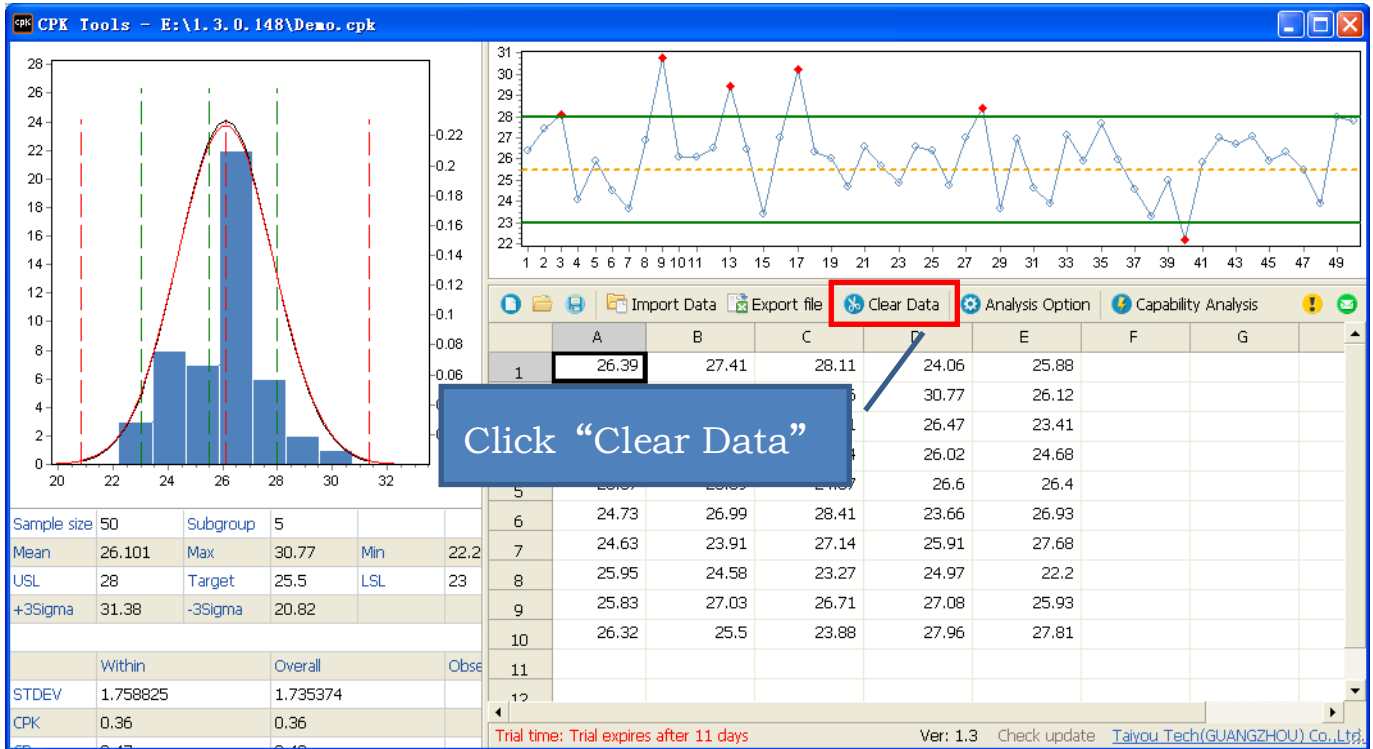 CPK Tools - E:\1.3.0.148\Demo.cpk
28
26
24
22
20
18
16
14
12
10
8
6
4
2
0
20 22 24 26 28 30 32
0.22
0.2
0.18
0.16
0.14
0.12
0.1
0.08
0.06
31
30
29
28
27
26
25
24
23
22
1 2 3 4 5 6 7 8 9 10 11 13 15 17 19 21 23 25 27 29 31 33 35 37 39 41 43 45 47 49
Import Data Export file Clear Data Analysis Option Capability Analysis
A B C D E F G
1 26.39 27.41 28.11 24.06 25.88
30.77 26.12
26.47 23.41
26.02 24.68
5 26.6 26.4
6 24.73 26.99 28.41 23.66 26.93
7 24.63 23.91 27.14 25.91 27.68
8 25.95 24.58 23.27 24.97 22.2
9 25.83 27.03 26.71 27.08 25.93
10 26.32 25.5 23.88 27.96 27.81
11
12
Click “Clear Data”
Sample size 50 Subgroup 5
Mean 26.101 Max 30.77 Min 22.2
USL 28 Target 25.5 LSL 23
+3Sigma 31.38 -3Sigma 20.82
Within Overall Obse
STDEV 1.758825 1.735374
CPK 0.36 0.36
Trial time: Trial expires after 11 days Ver: 1.3 Check update Taiyou Tech(GUANGZHOU) Co.,Ltd.